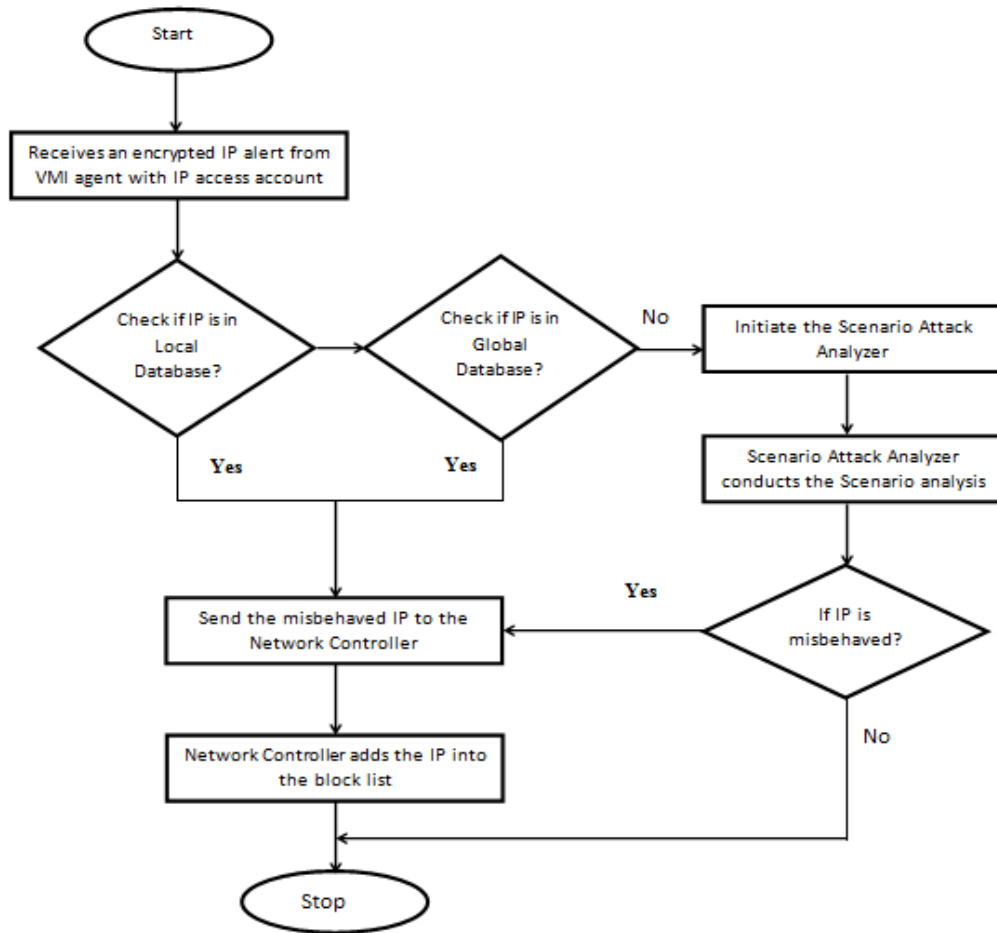 Start
Receives an encrypted IP alert from
VMI agent with IP access account
Check if IP is in
Local
Database?
Check if IP is in
Global
Database?
No
Initiate the Scenario Attack
Analyzer
Yes
Yes
Scenario Attack Analyzer
conducts the Scenario analysis
Send the misbehaved IP to the
Network Controller
Yes
If IP is
misbehaved?
No
Network Controller adds the IP into
the block list
Stop